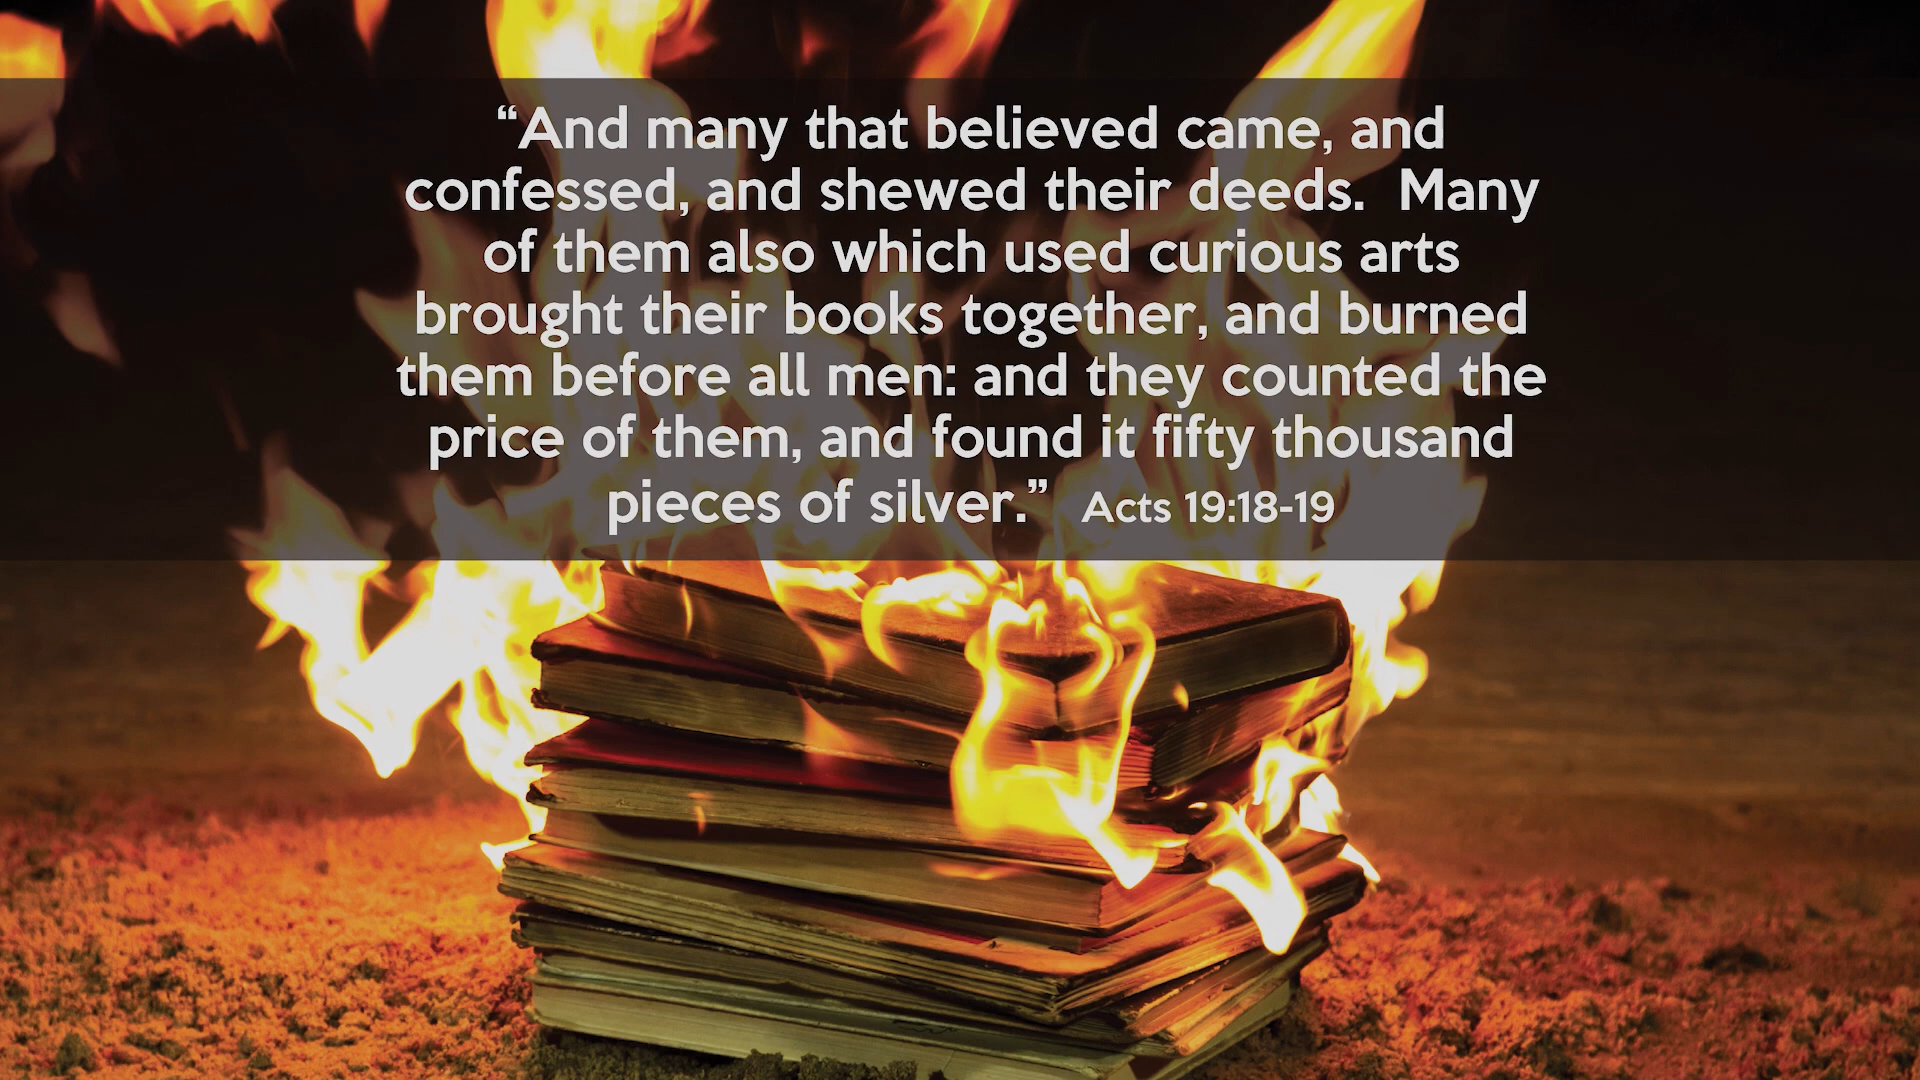 “And many that believed came, and
confessed, and shewed their deeds.  Many
of them also which used curious arts
brought their books together, and burned
them before all men: and they counted the
price of them, and found it fifty thousand
pieces of silver.”  Acts 19:18-19